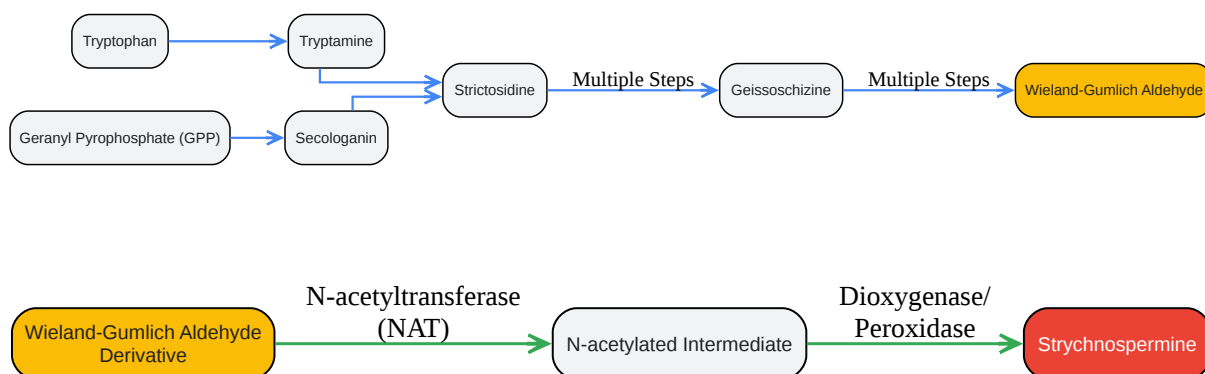 Tryptophan
Tryptamine
Geranyl Pyrophosphate (GPP)
Secologanin
Strictosidine
Multiple Steps
Geissoschizine
Multiple Steps
Wieland-Gumlich Aldehyde
Wieland-Gumlich Aldehyde
Derivative
N-acetyltransferase
(NAT)
N-acetylated Intermediate
Dioxygenase/
Peroxidase
Strychnospermine